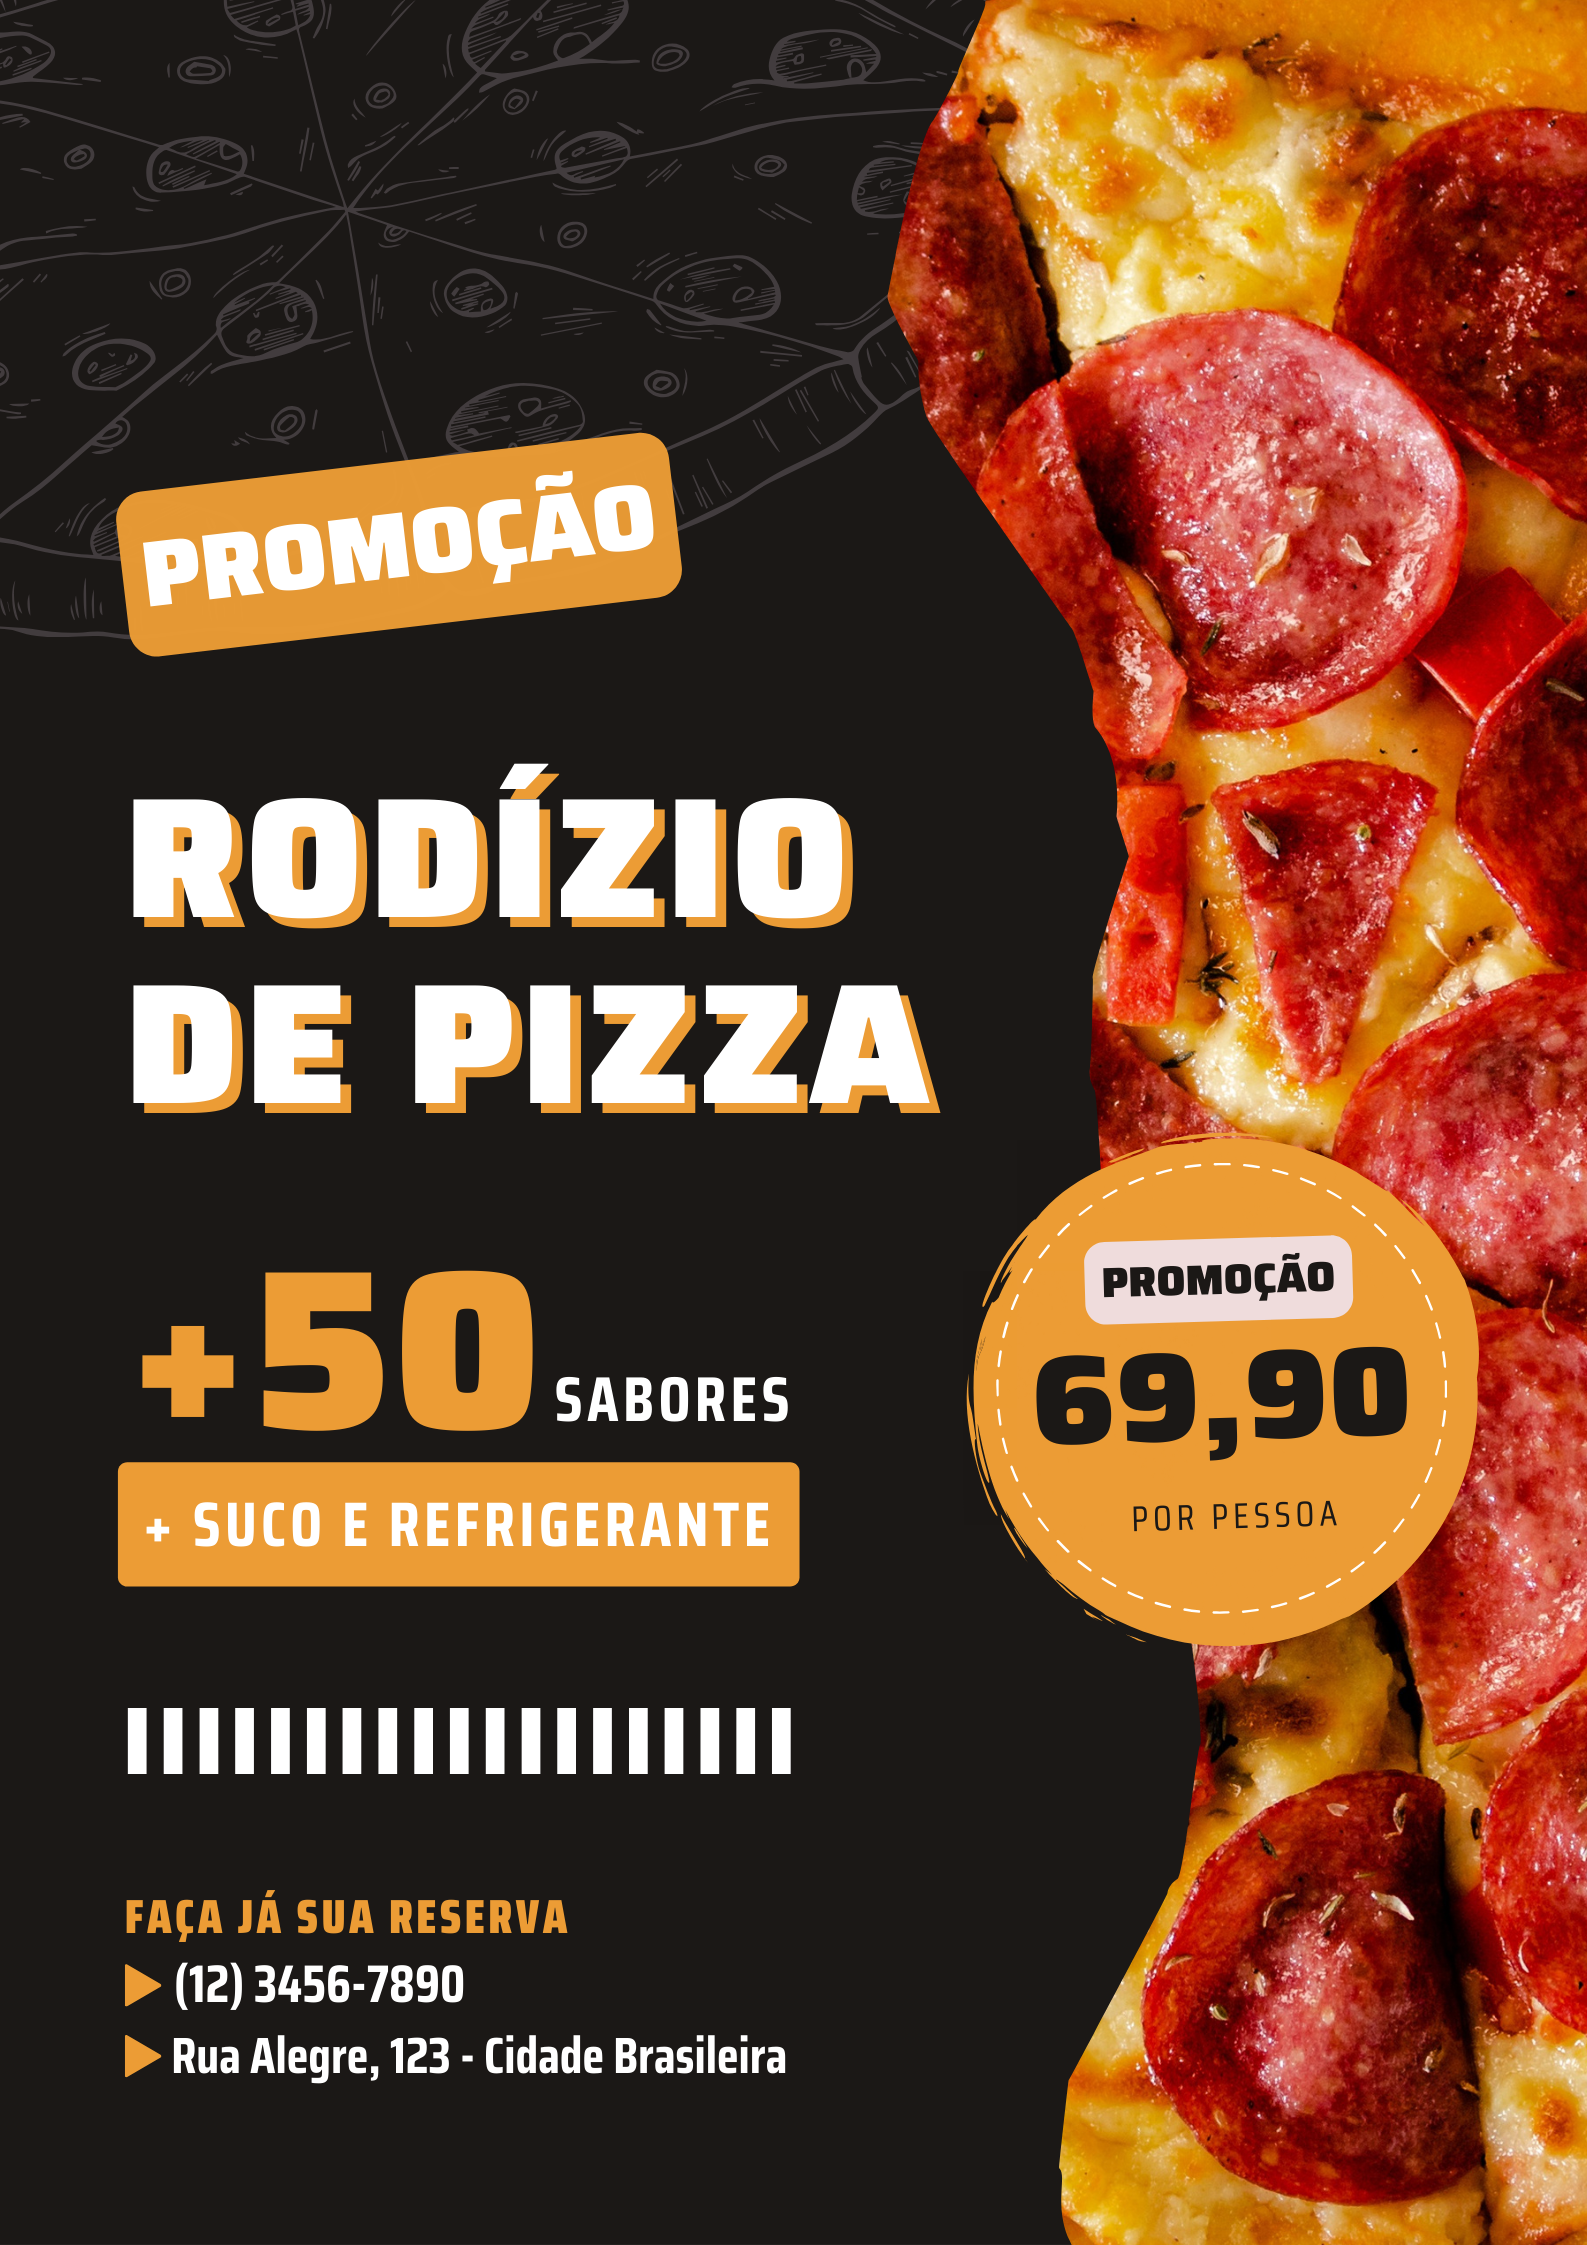 PROMOÇÃO
RODÍZIO
DE PIZZA
+50 SABORES
+ SUCO E REFRIGERANTE
PROMOÇÃO
69,90
POR PESSOA
FAÇA JÁ SUA RESERVA
(12) 3456-7890
Rua Alegre, 123 - Cidade Brasileira